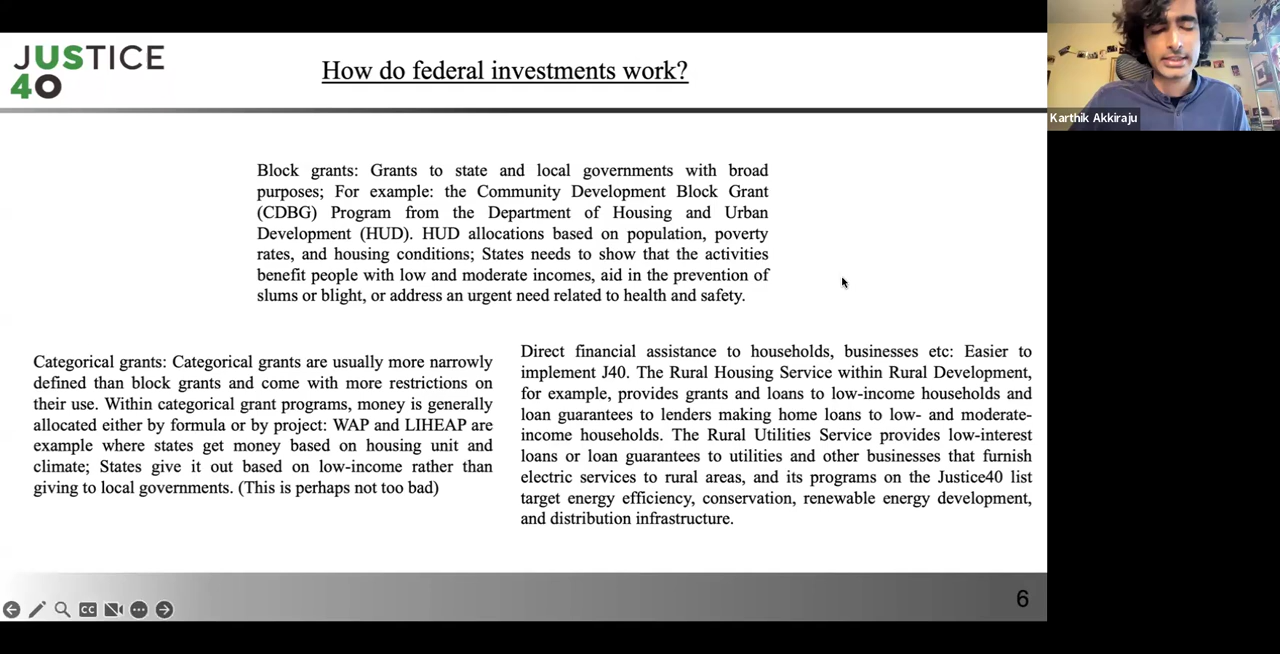 JUSTICE
40
How do federal investments work?
Karthik Akkiraju
Block grants: Grants to state and local governments with broad
purposes; For example: the Community Development Block Grant
(CDBG) Program from the Department of Housing and Urban
Development (HUD). HUD allocations based on population, poverty
rates, and housing conditions; States needs to show that the activities
benefit people with low and moderate incomes, aid in the prevention of
slums or blight, or address an urgent need related to health and safety.
Categorical grants: Categorical grants are usually more narrowly
defined than block grants and come with more restrictions on
their use. Within categorical grant programs, money is generally
allocated either by formula or by project: WAP and LIHEAP are
example where states get money based on housing unit and
climate; States give it out based on low-income rather than
giving to local governments. (This is perhaps not too bad)
Direct financial assistance to households, businesses etc: Easier to
implement J40. The Rural Housing Service within Rural Development,
for example, provides grants and loans to low-income households and
loan guarantees to lenders making home loans to low- and moderate-
income households. The Rural Utilities Service provides low-interest
loans or loan guarantees to utilities and other businesses that furnish
electric services to rural areas, and its programs on the Justice40 list
target energy efficiency, conservation, renewable energy development,
and distribution infrastructure.
CC
6